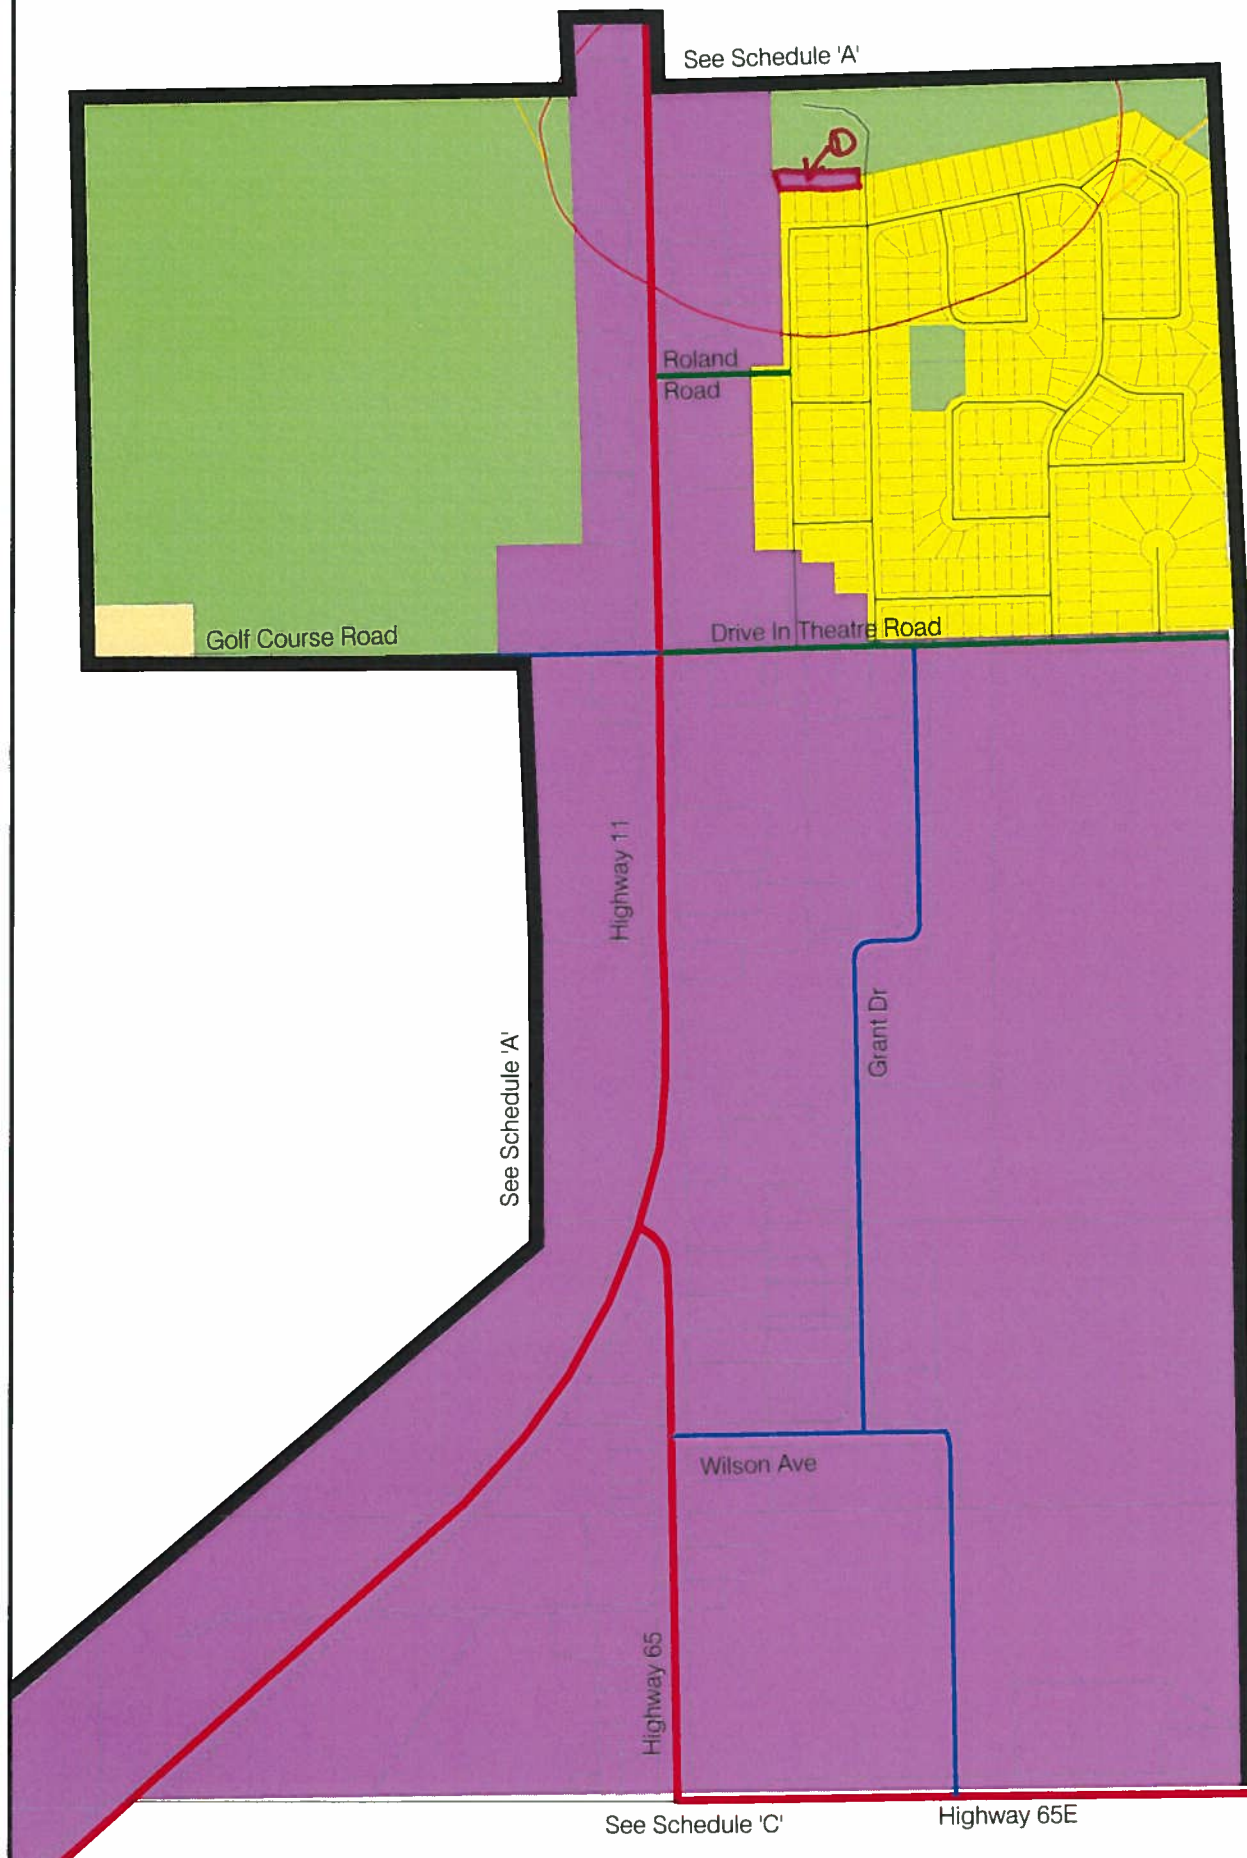 See Schedule 'A'
D
Roland
Road
Golf Course Road
Drive In Theatre Road
Highway 11
Grant Dr
See Schedule 'A'
Wilson Ave
Highway 65
See Schedule 'C'
Highway 65E